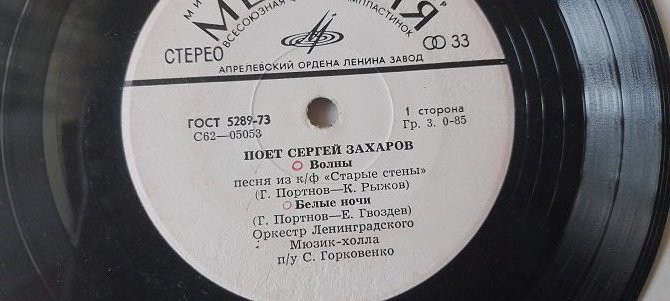 СТЕРЕО
ВСЕСОЮЗНАЯ
33
АПРЕЛЕВСКИЙ ОРДЕНА ЛЕНИНА ЗАВОД
ГОСТ 5289-73
1 сторона
С62—05053
Гр. 3. 0-85
ПОЕТ СЕРГЕЙ ЗАХАРОВ
Волны
песня из к/ф «Старые стены»
(Г. Портнов—К. Рыжов)
Белые ночи
(Г. Портнов—Е. Гвоздев)
Оркестр Ленинградского
Мюзик-холла
п/у С. Горковенко